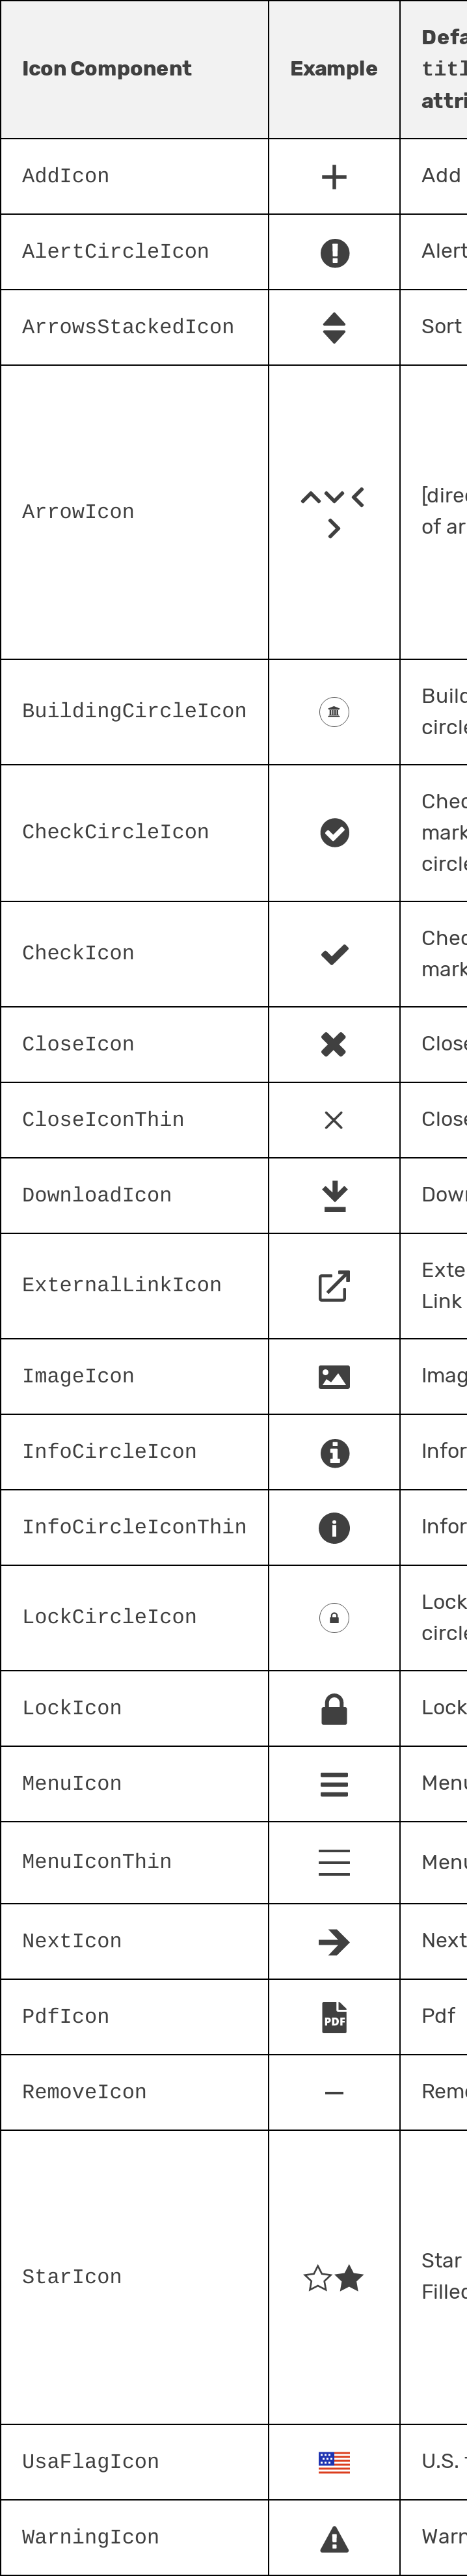 Icon Component
Example
Defa
titl
attri
AddIcon
Add
AlertCircleIcon
Alert
ArrowsStackedIcon
Sort
ArrowIcon
[direc
of ar
BuildingCircleIcon
Build
circle
CheckCircleIcon
Chec
mark
circle
CheckIcon
Chec
mark
CloseIcon
Close
CloseIconThin
Close
DownloadIcon
Down
ExternalLinkIcon
Exte
Link
ImageIcon
Imag
InfoCircleIcon
Infor
InfoCircleIconThin
Infor
LockCircleIcon
Lock
circle
LockIcon
Lock
MenuIcon
Menu
MenuIconThin
Menu
NextIcon
Next
PdfIcon
PDF
Pdf
RemoveIcon
Remo
StarIcon
Star
Filled
UsaFlagIcon
U.S.
WarningIcon
Warn